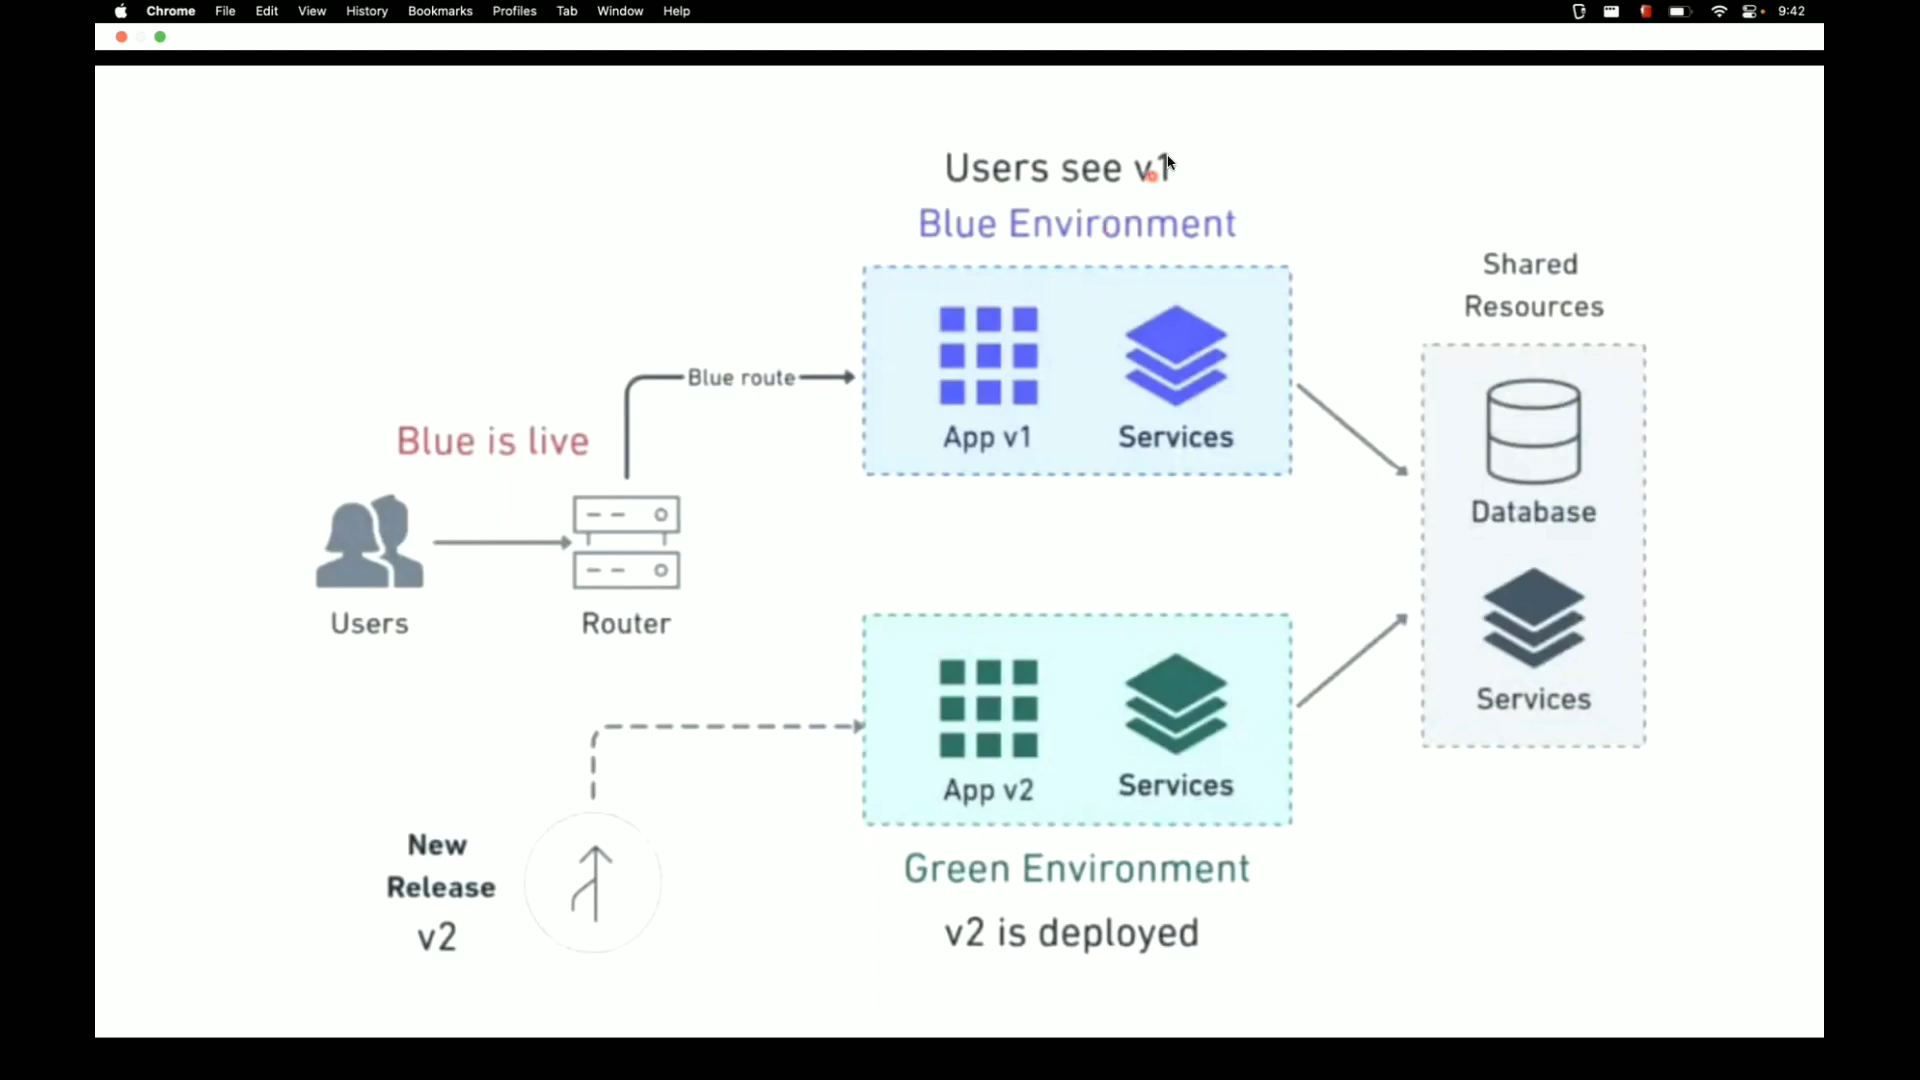 Chrome File Edit View History Bookmarks Profiles Tab Window Help 9:42
Users see v1
Blue Environment
Shared
Resources
Blue route
App v1
Services
Blue is live
Database
Users
Router
App v2
Services
Services
New
Release
v2
Green Environment
v2 is deployed